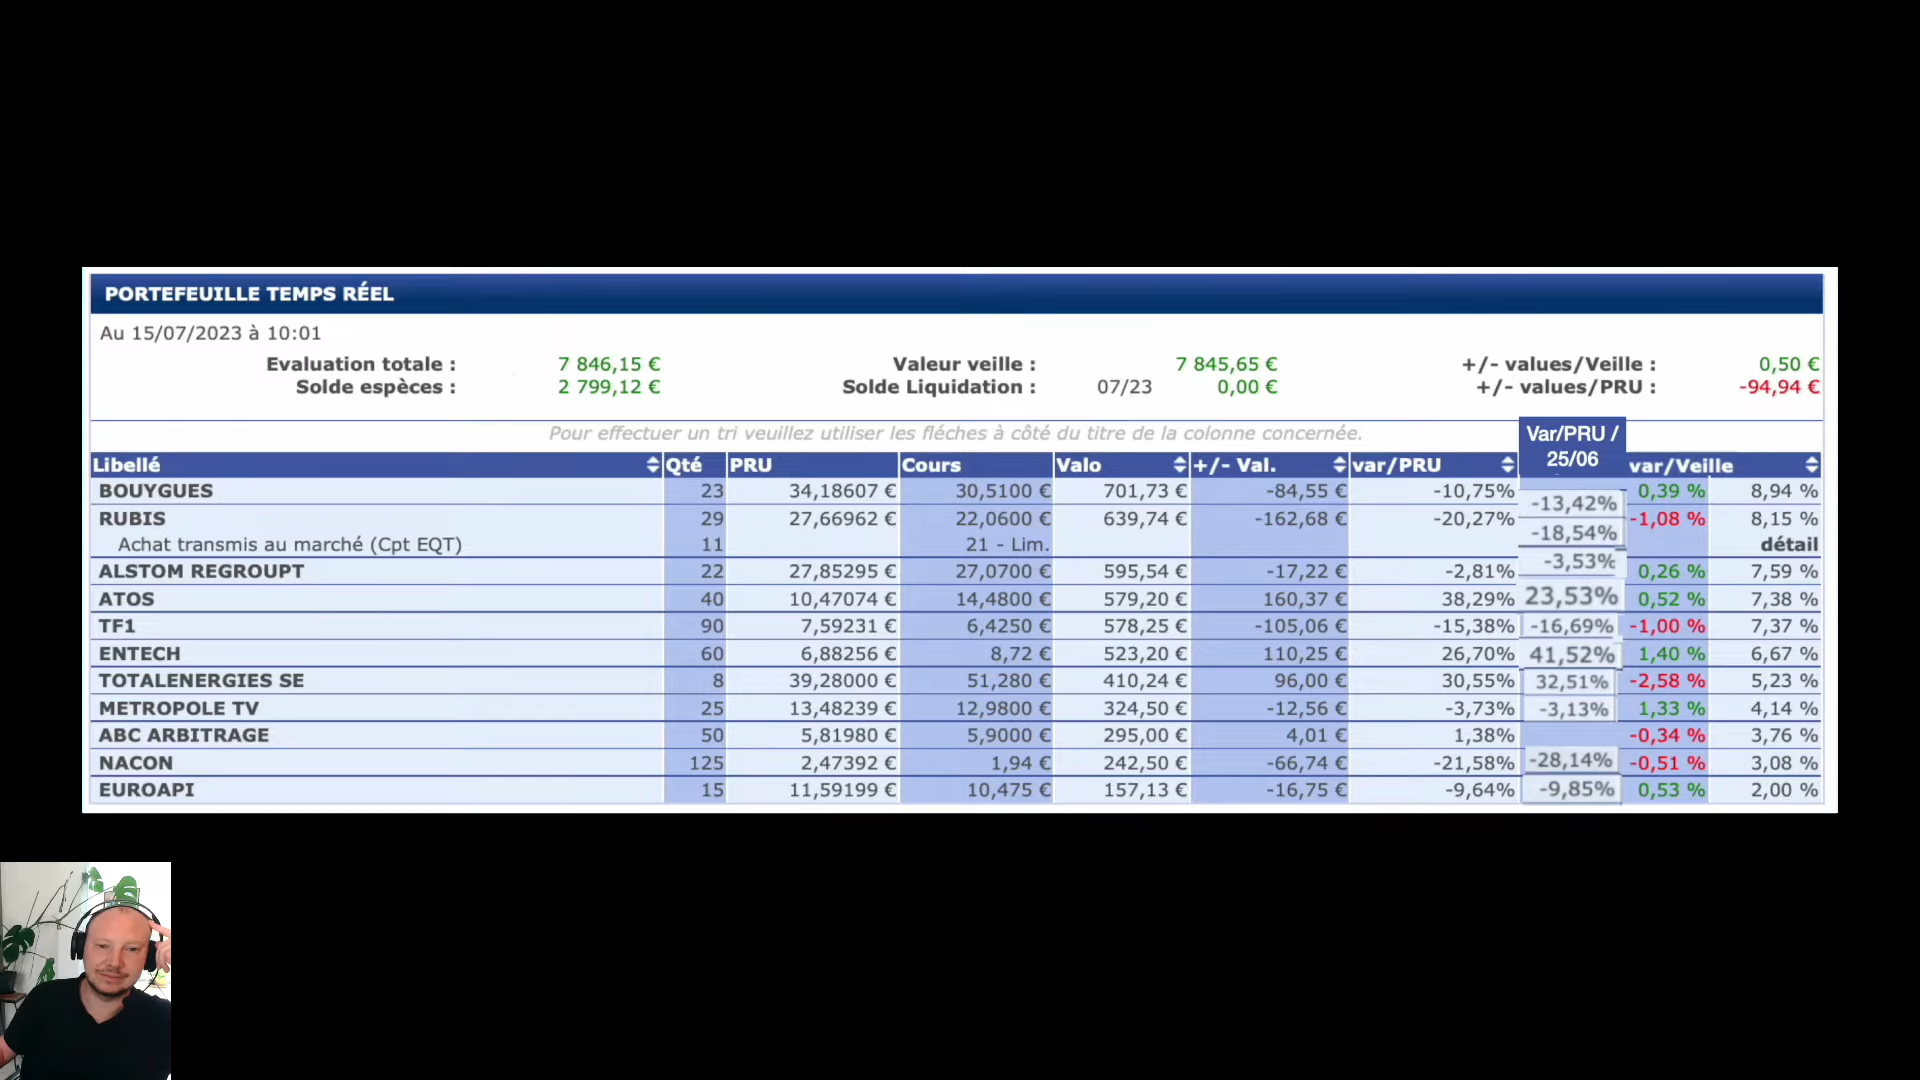 PORTEFEUILLE TEMPS RÉEL
Au 15/07/2023 à 10:01
Evaluation totale : 7 846,15 € Valeur veille : 7 845,65 € +/- values/Veille : 0,50 €
Solde espèces : 2 799,12 € Solde Liquidation : 07/23 0,00 € +/- values/PRU : -94,94 €
Pour effectuer un tri veuillez utiliser les fléches à côté du titre de la colonne concernée.
Libellé Qté PRU Cours Valo +/- Val. var/PRU Var/PRU / 25/06 var/Veille
BOUYGUES 23 34,18607 € 30,5100 € 701,73 € -84,55 € -10,75% -13,42% 0,39 % 8,94 %
RUBIS 29 27,66962 € 22,0600 € 639,74 € -162,68 € -20,27% -18,54% -1,08 % 8,15 %
Achat transmis au marché (Cpt EQT) 11 21 - Lim. détail
ALSTOM REGROUPT 22 27,85295 € 27,0700 € 595,54 € -17,22 € -2,81% -3,53% 0,26 % 7,59 %
ATOS 40 10,47074 € 14,4800 € 579,20 € 160,37 € 38,29% 23,53% 0,52 % 7,38 %
TF1 90 7,59231 € 6,4250 € 578,25 € -105,06 € -15,38% -16,69% -1,00 % 7,37 %
ENTECH 60 6,88256 € 8,72 € 523,20 € 110,25 € 26,70% 41,52% 1,40 % 6,67 %
TOTALENERGIES SE 8 39,28000 € 51,280 € 410,24 € 96,00 € 30,55% 32,51% -2,58 % 5,23 %
METROPOLE TV 25 13,48239 € 12,9800 € 324,50 € -12,56 € -3,73% -3,13% 1,33 % 4,14 %
ABC ARBITRAGE 50 5,81980 € 5,9000 € 295,00 € 4,01 € 1,38% -0,34 % 3,76 %
NACON 125 2,47392 € 1,94 € 242,50 € -66,74 € -21,58% -28,14% -0,51 % 3,08 %
EUROAPI 15 11,59199 € 10,475 € 157,13 € -16,75 € -9,64% -9,85% 0,53 % 2,00 %